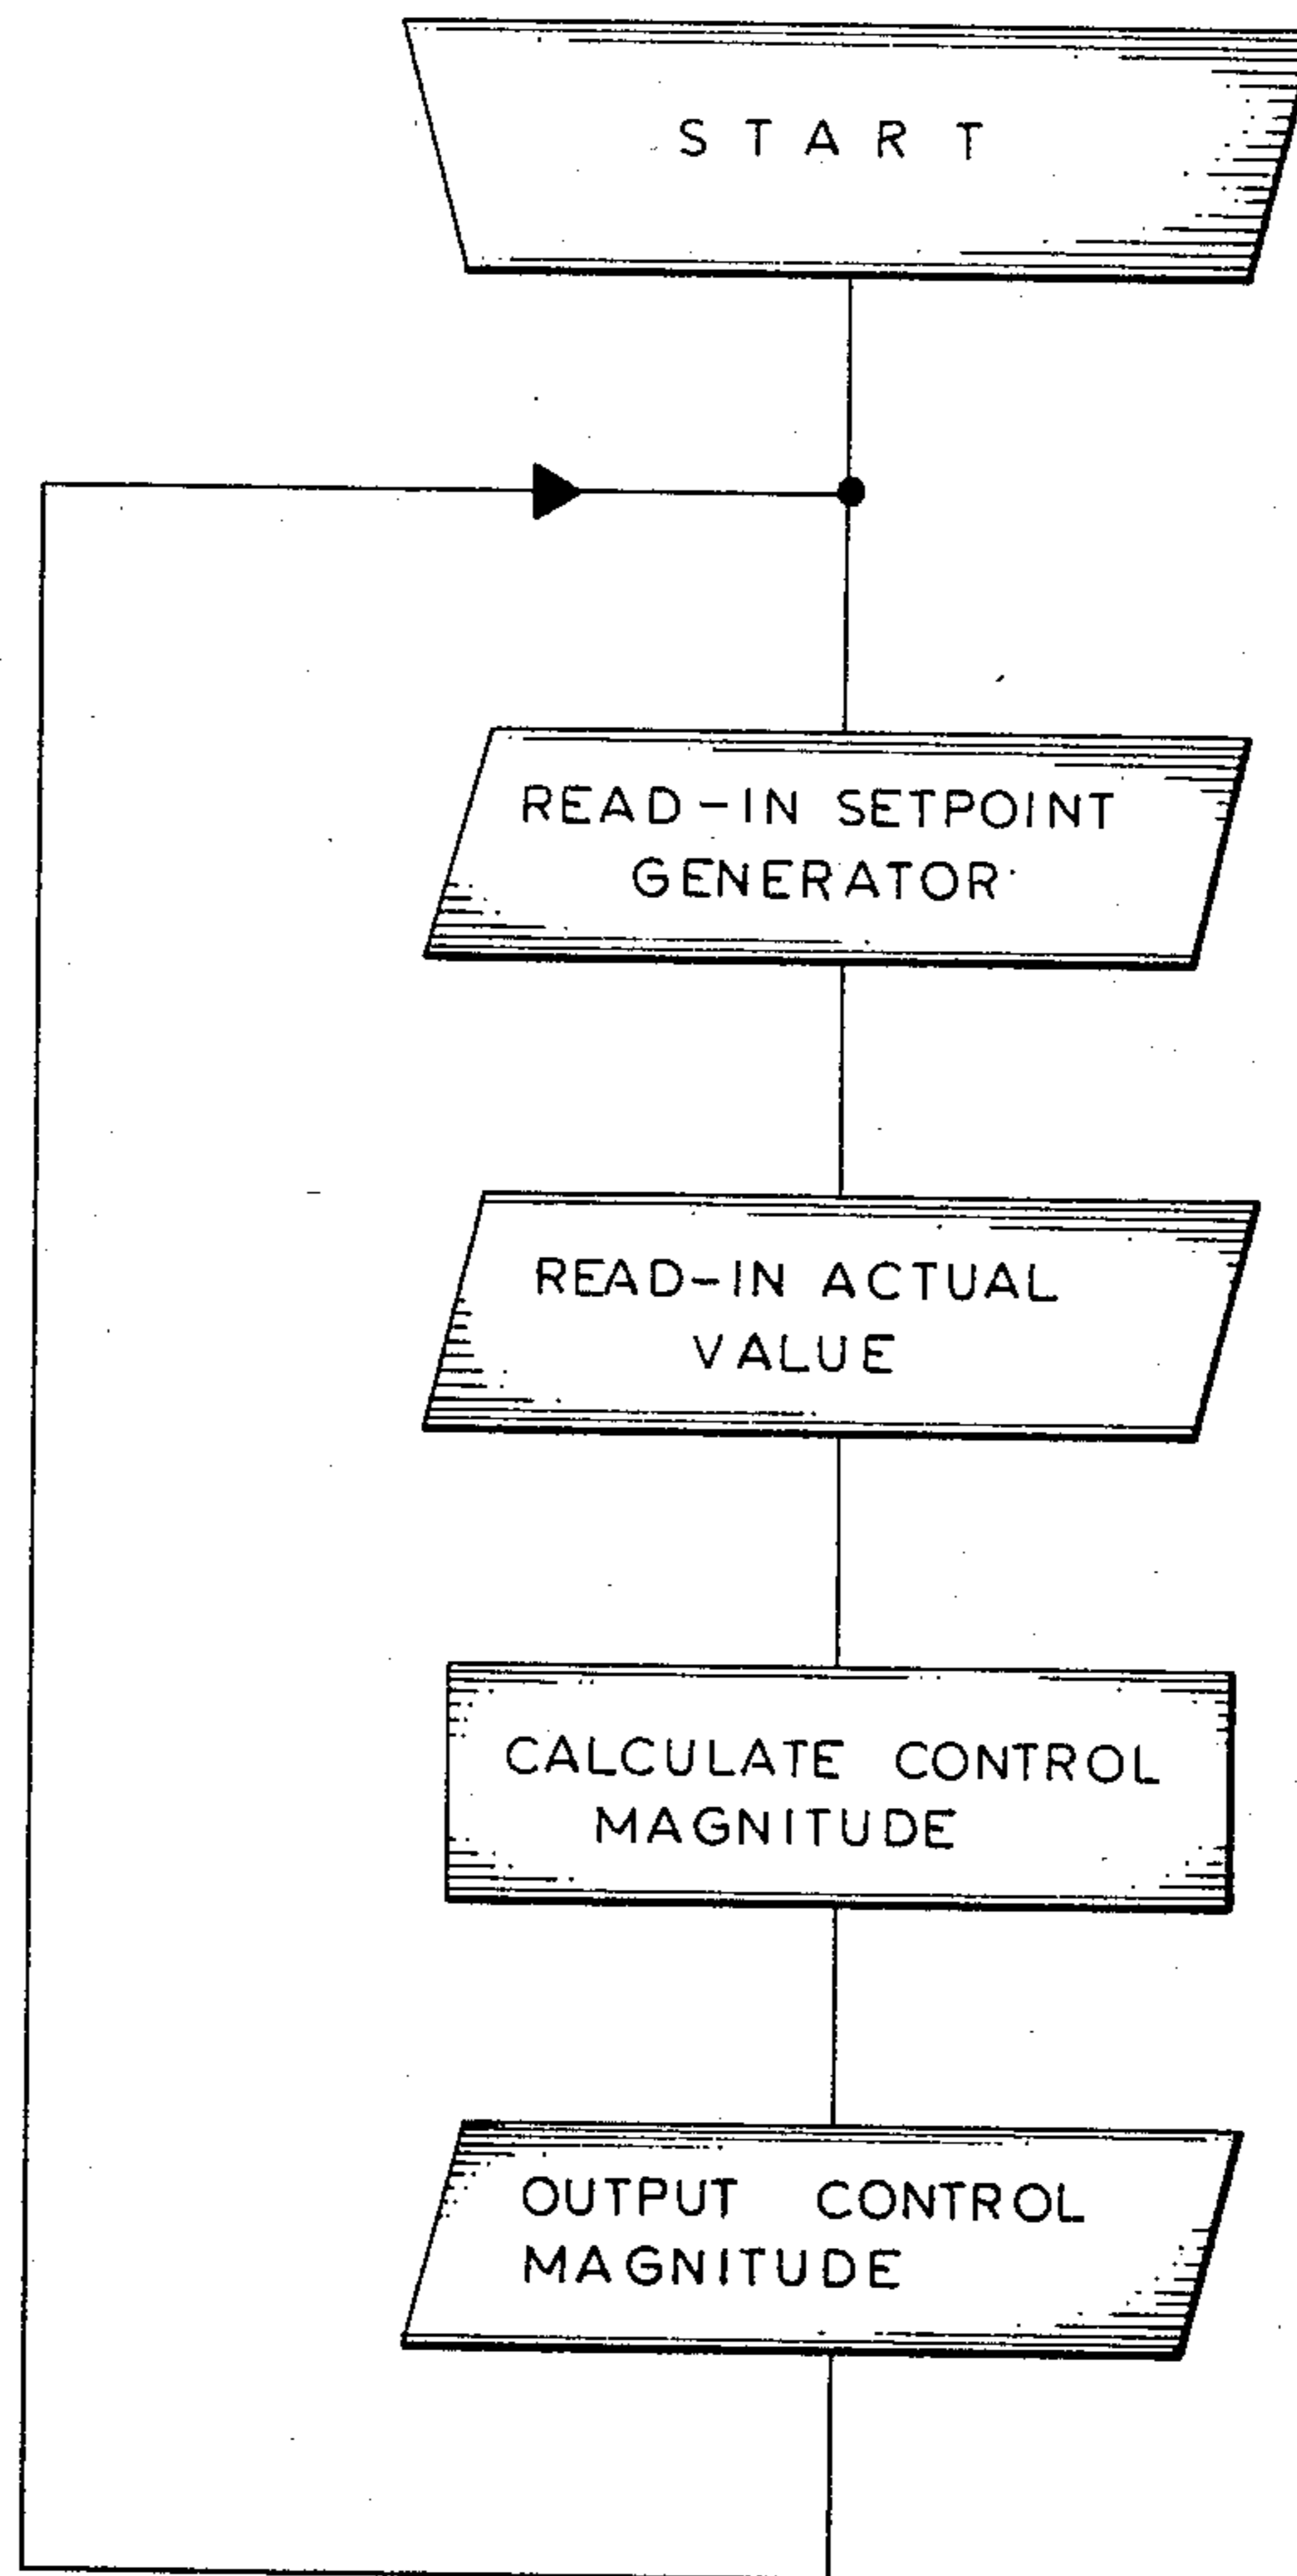 START
READ-IN SETPOINT
GENERATOR
READ-IN ACTUAL
VALUE
CALCULATE CONTROL
MAGNITUDE
OUTPUT CONTROL
MAGNITUDE